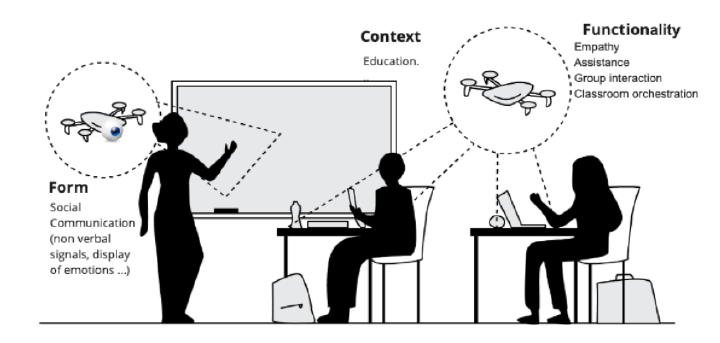 Context
Education.
Functionality
Empathy
Assistance
Group interaction
Classroom orchestration
Form
Social
Communication
(non verbal
signals, display
of emotions ...)